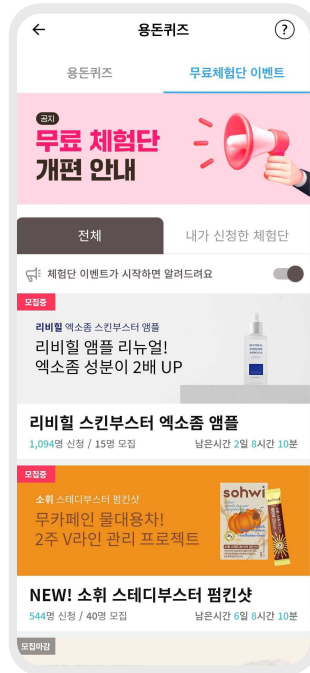 용돈퀴즈
?
용돈퀴즈
무료체험단 이벤트
공지
무료 체험단
개편 안내
전체
내가 신청한 체험단
체험단 이벤트가 시작하면 알려드려요
모집중
리비힐 엑소좀 스킨부스터 앰플
리비힐 앰플 리뉴얼!
엑소좀 성분이 2배 UP
리비힐 스킨부스터 엑소좀 앰플
1,094명 신청 / 15명 모집
남은시간 2일 8시간 10분
모집중
소휘 스테디부스터 펌킨샷
무카페인 물대용차!
2주 V라인 관리 프로젝트
sohwi
NEW! 소휘 스테디부스터 펌킨샷
544명 신청 / 40명 모집
남은시간 6일 8시간 10분
모집마감